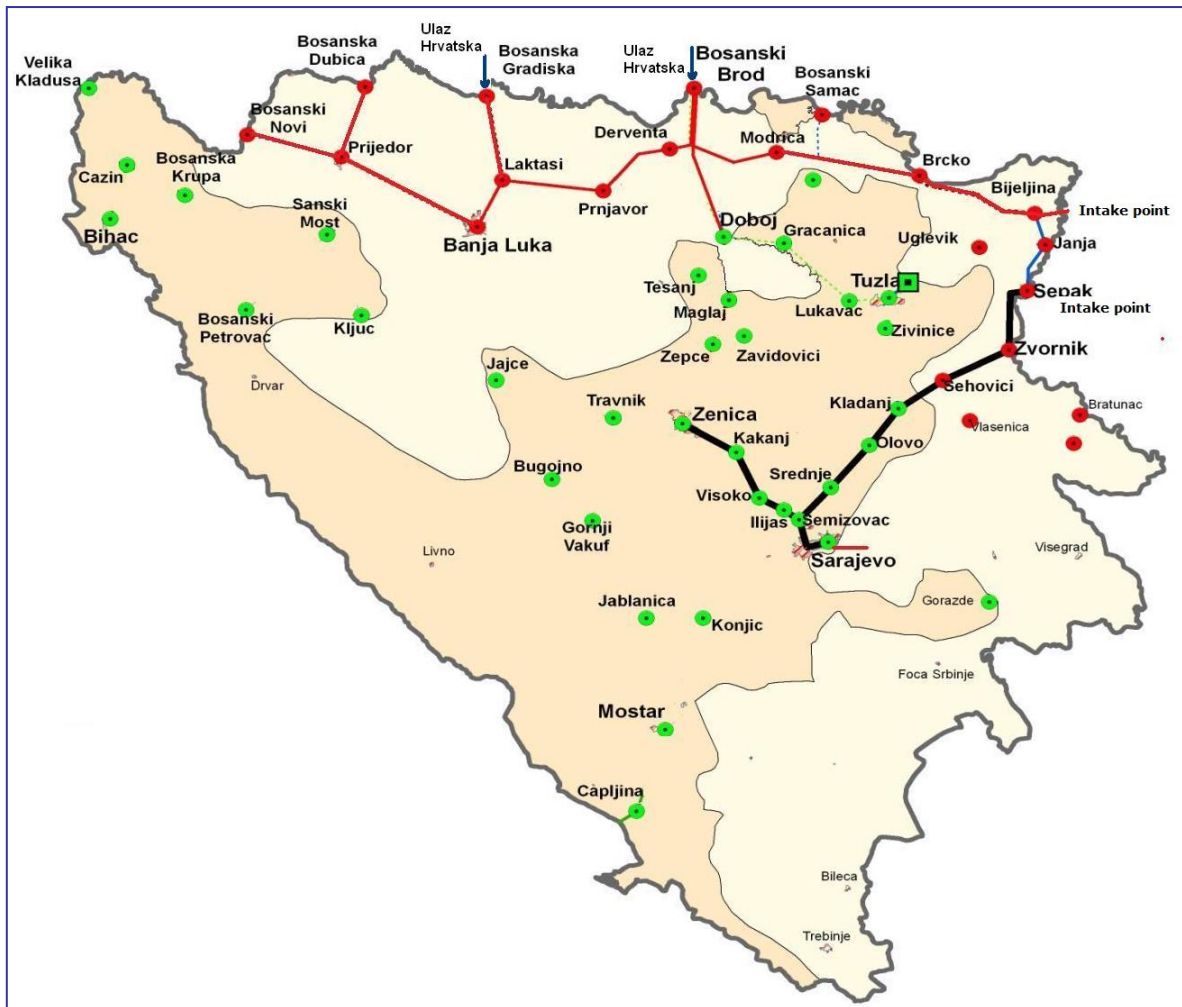 Ulaz
Hrvatska
Bosanska
Dubica
Bosanska
Gradiska
Ulaz
Hrvatska
Bosanski
Brod
Bosanski
Samac
Velika
Kladusa
Bosanski
Novi
Prijedor
Derventa
Modrica
Laktasi
Brcko
Cazin
Bosanska
Krupa
Prnjavor
Bijeljina
Intake point
Sanski
Most
Bihac
Banja Luka
Doboj
Gracanica
Uglevik
Janja
Tesanj
Tuzla
Sepak
Intake point
Maglaj
Lukavac
Bosanski
Petrovac
Kljuc
Zivinice
Zepce
Zavidovici
Zvornik
Jajce
Drvar
Sehovici
Travnik
Zenica
Kladanj
Bratunac
Vlasenica
Kakanj
Olovo
Bugojno
Srednje
Visoko
Ilijas
Semizovac
Gornji
Vakuf
Livno
Sarajevo
Visegrad
Jablanica
Konjic
Gorazde
Foca Srbinje
Mostar
Capljina
Bileca
Trebinje